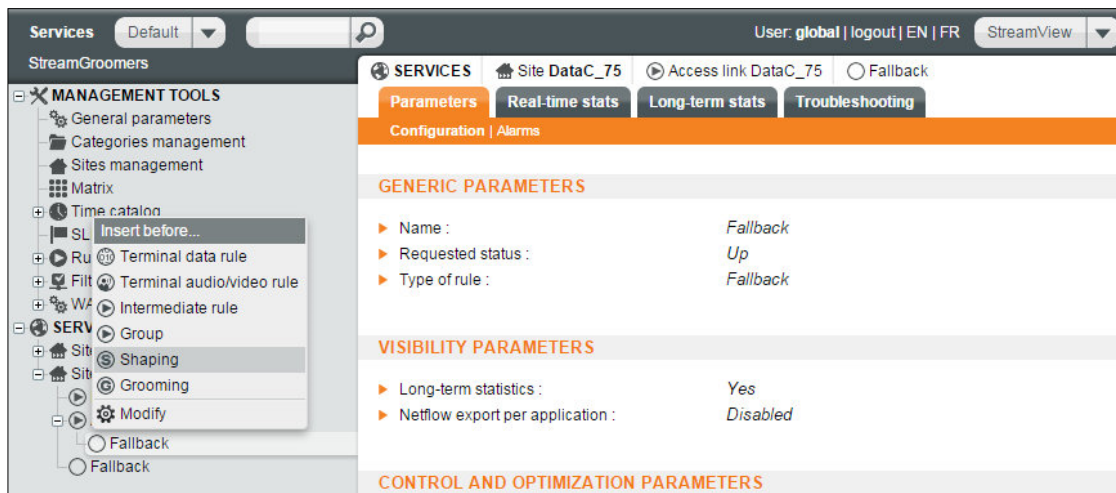 Services Default User: global | logout | EN | FR StreamView
StreamGroomers
MANAGEMENT TOOLS
General parameters
Categories management
Sites management
Matrix
Time catalog
SL
Ru
Filt
WA
SERV
Sit
Sit
Fallback
Fallback
Insert before...
Terminal data rule
Terminal audio/video rule
Intermediate rule
Group
Shaping
Grooming
Modify
SERVICES Site DataC_75 Access link DataC_75 Fallback
Parameters Real-time stats Long-term stats Troubleshooting
Configuration | Alarms
GENERIC PARAMETERS
Name : Fallback
Requested status : Up
Type of rule : Fallback
VISIBILITY PARAMETERS
Long-term statistics : Yes
Netflow export per application : Disabled
CONTROL AND OPTIMIZATION PARAMETERS